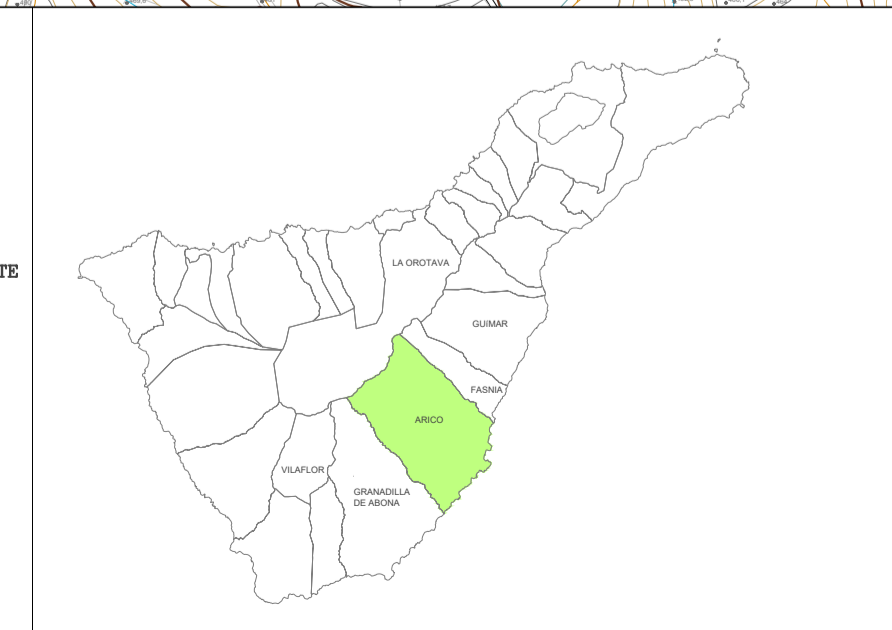 TE
LA OROTAVA
GUIMAR
FASNIA
ARICO
VILAFLOR
GRANADILLA
DE ABONA